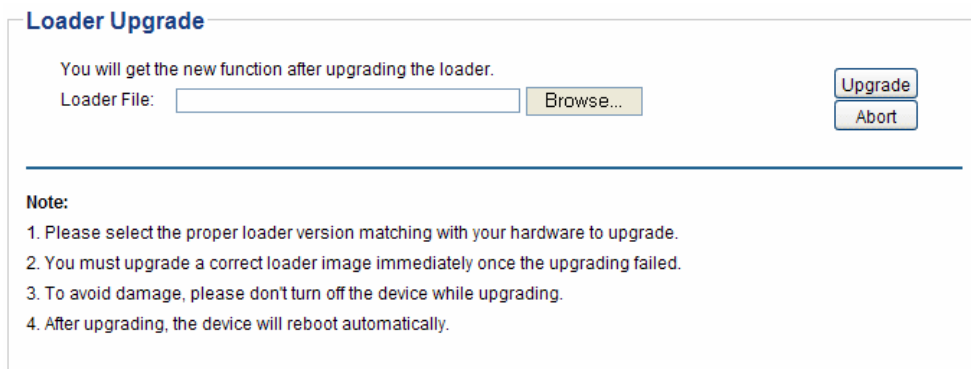 Loader Upgrade
You will get the new function after upgrading the loader.
Loader File:
Browse...
Upgrade
Abort
Note:
1. Please select the proper loader version matching with your hardware to upgrade.
2. You must upgrade a correct loader image immediately once the upgrading failed.
3. To avoid damage, please don't turn off the device while upgrading.
4. After upgrading, the device will reboot automatically.